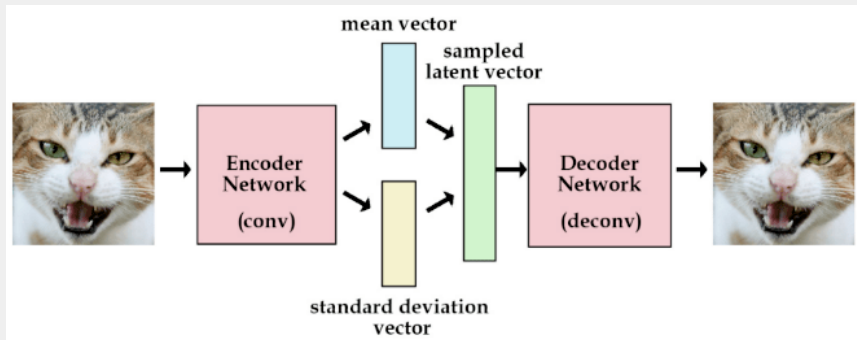 mean vector
sampled
latent vector
Encoder
Network
(conv)
Decoder
Network
(deconv)
standard deviation
vector